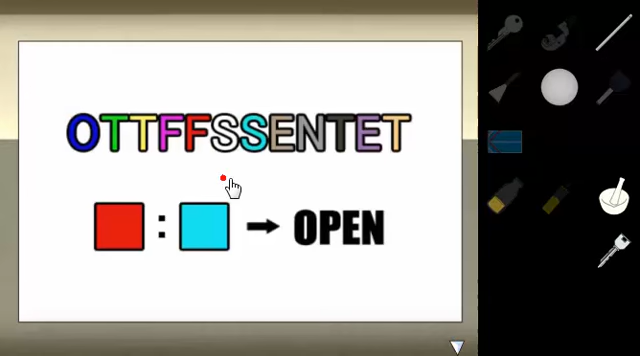 OTTFFSSENTET
: → OPEN